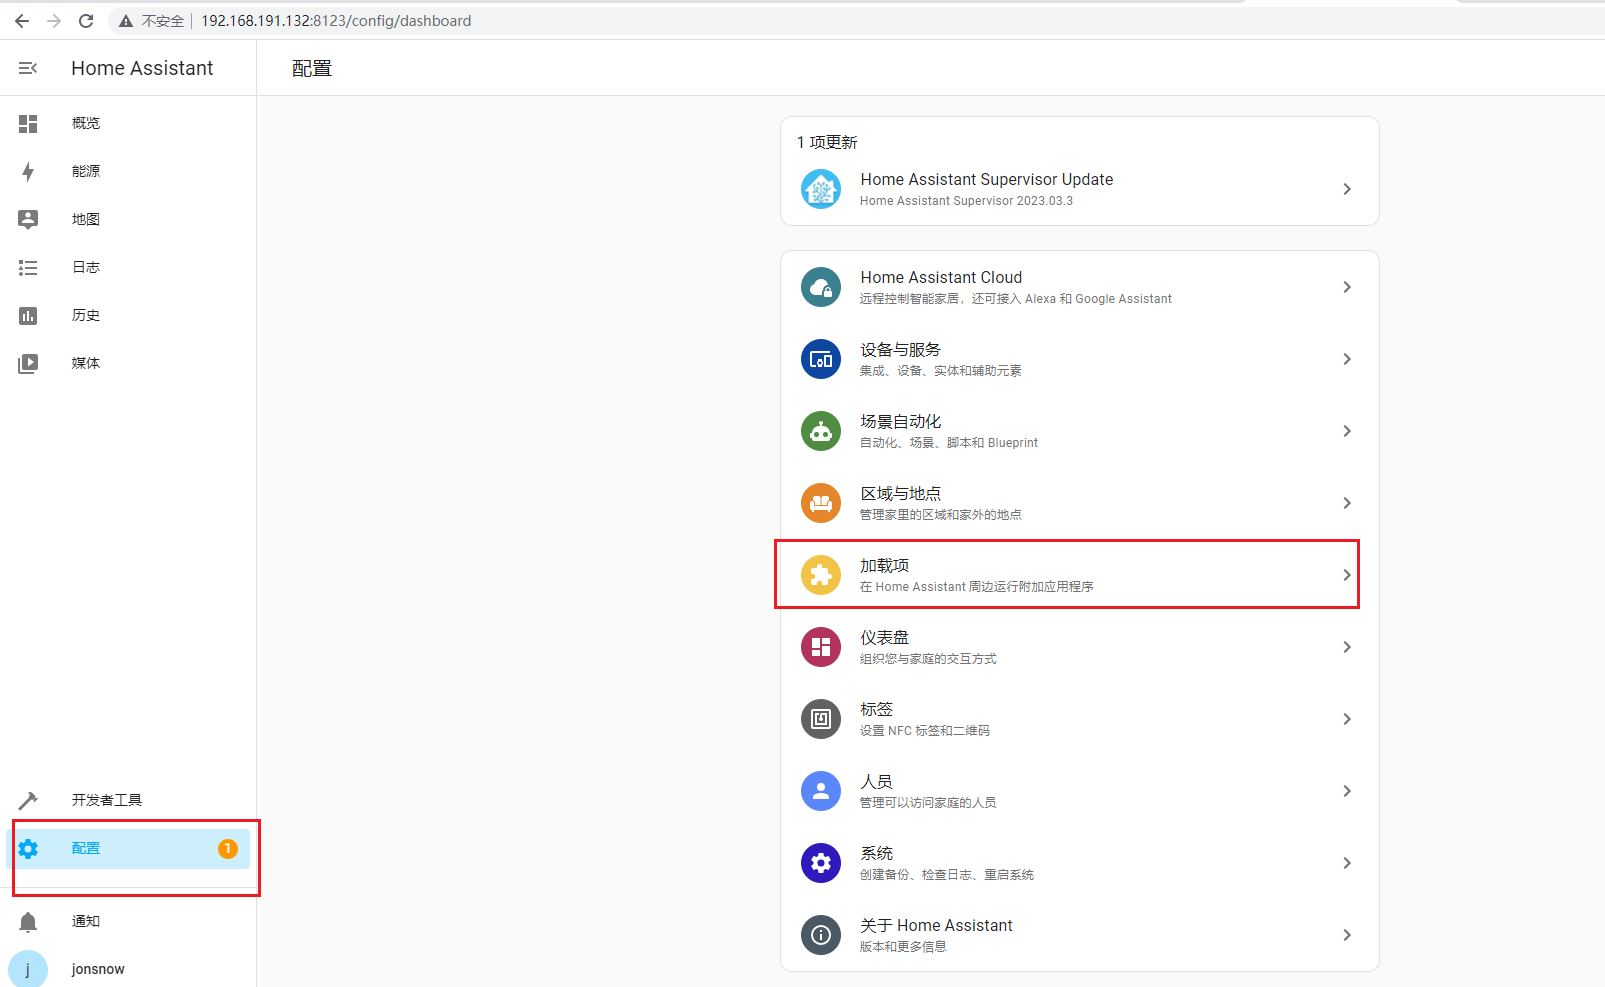 不安全
192.168.191.132:8123/config/dashboard
Home Assistant
配置
概览
能源
地图
日志
历史
媒体
开发者工具
配置
1
通知
j
jonsnow
1 项更新
Home Assistant Supervisor Update
Home Assistant Supervisor 2023.03.3
Home Assistant Cloud
远程控制智能家居，还可接入 Alexa 和 Google Assistant
设备与服务
集成、设备、实体和辅助元素
场景自动化
自动化、场景、脚本和 Blueprint
区域与地点
管理家里的区域和家外的地点
加载项
在 Home Assistant 周边运行附加应用程序
仪表盘
组织您与家庭的交互方式
标签
设置 NFC 标签和二维码
人员
管理可以访问家庭的人员
系统
创建备份、检查日志、重启系统
关于 Home Assistant
版本和更多信息